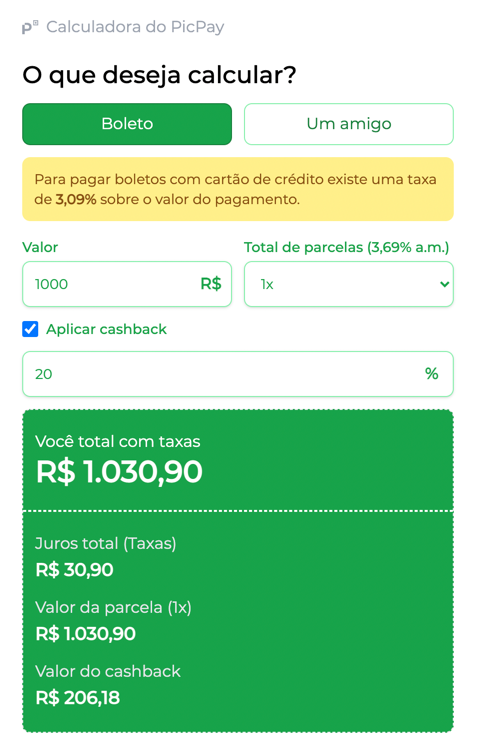 Calculadora do PicPay
O que deseja calcular?
Boleto
Um amigo
Para pagar boletos com cartão de crédito existe uma taxa
de 3,09% sobre o valor do pagamento.
Valor
Total de parcelas (3,69% a.m.)
1000 R$
1x
Aplicar cashback
20 %
Você total com taxas
R$ 1.030,90
Juros total (Taxas)
R$ 30,90
Valor da parcela (1x)
R$ 1.030,90
Valor do cashback
R$ 206,18